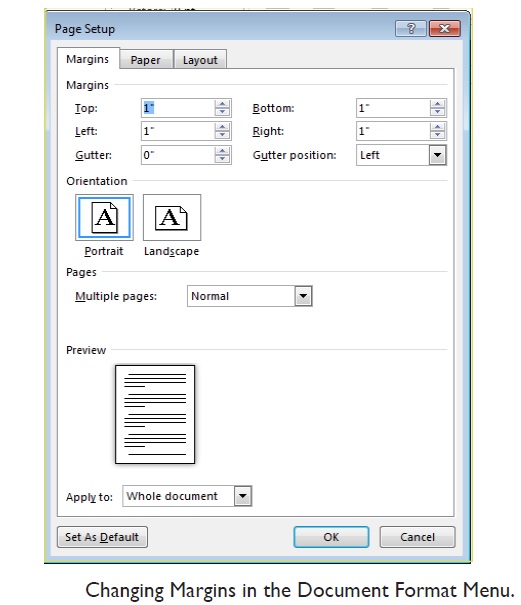 Page Setup
Margins Paper Layout
Margins
Top: 1" Bottom: 1"
Left: 1" Right: 1"
Gutter: 0" Gutter position: Left
Orientation
A A
Portrait Landscape
Pages
Multiple pages: Normal
Preview
Apply to: Whole document
Set As Default OK Cancel
Changing Margins in the Document Format Menu.